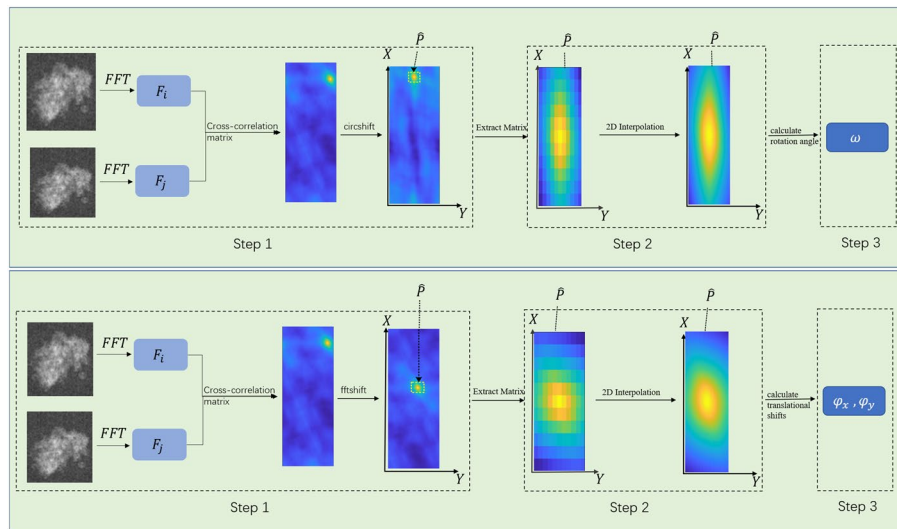 P̂
P̂
P̂
X
X
X
FFT
F_i
Cross-correlation
matrix
circshift
Extract Matrix
2D Interpolation
calculate
rotation angle
ω
FFT
F_j
Y
Y
Y
Step 1
Step 2
Step 3
P̂
P̂
P̂
X
X
X
FFT
F_i
Cross-correlation
matrix
fftshift
Extract Matrix
2D Interpolation
calculate
translational
shifts
φ_x , φ_y
FFT
F_j
Y
Y
Y
Step 1
Step 2
Step 3